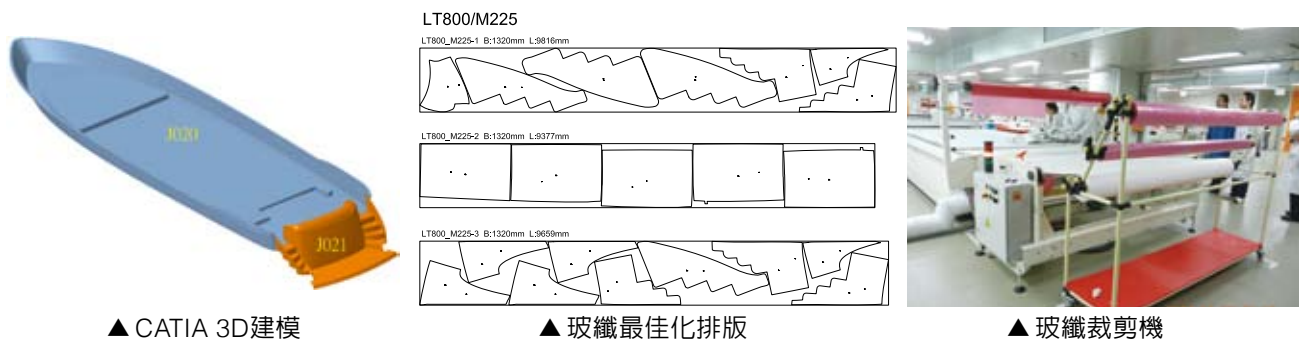 LT800/M225
LT800_M225-1 B:1320mm L:9816mm
J020
J021
LT800_M225-2 B:1320mm L:9377mm
LT800_M225-3 B:1320mm L:9659mm
▲ CATIA 3D建模
▲ 玻纖最佳化排版
▲ 玻纖裁剪機